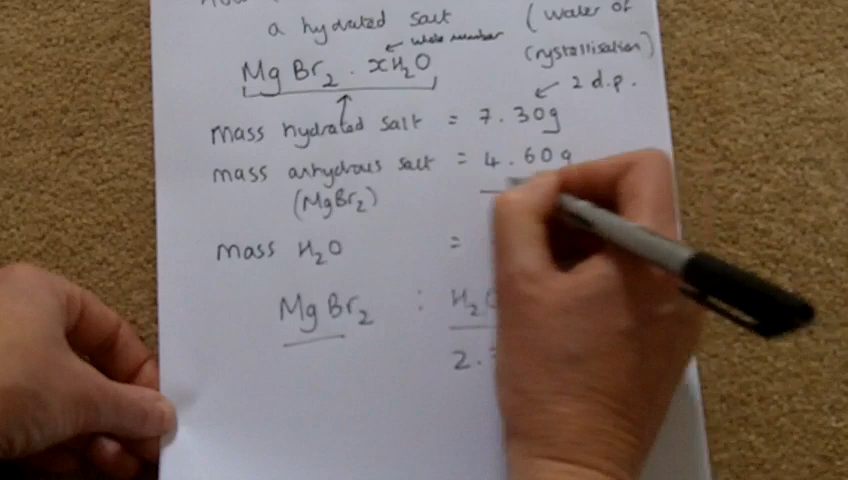 a hydrated salt (water of
crystallisation)
whole number
MgBr₂ . xH₂O
2 d.p.
mass hydrated salt = 7.30g
mass anhydrous salt = 4.60g
(MgBr₂)
mass H₂O =
MgBr₂ : H₂O
2.